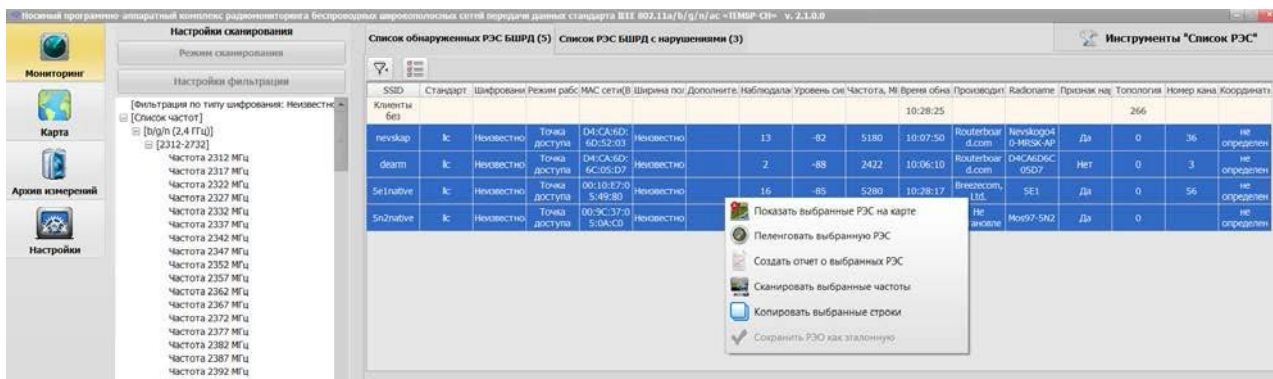 Носимый программно-аппаратный комплекс радиомониторинга беспроводных широкополосных сетей передачи данных стандарта IEEE 802.11a/b/g/n/ac «ТЕМБР-СН» v. 2.1.0.0
Мониторинг
Карта
Архив измерений
Настройки
Настройки сканирования
Режим сканирования
Настройки фильтрации
[Фильтрация по типу шифрования: Неизвестно
[Список частот]
[b/g/n (2,4 ГГц)]
[2312-2732]
Частота 2312 МГц
Частота 2317 МГц
Частота 2322 МГц
Частота 2327 МГц
Частота 2332 МГц
Частота 2337 МГц
Частота 2342 МГц
Частота 2347 МГц
Частота 2352 МГц
Частота 2357 МГц
Частота 2362 МГц
Частота 2367 МГц
Частота 2372 МГц
Частота 2377 МГц
Частота 2382 МГц
Частота 2387 МГц
Частота 2392 МГц
Список обнаруженных РЭС БШРД (5) Список РЭС БШРД с нарушениями (3)
Инструменты "Список РЭС"
SSID Стандарт Шифровани Режим рабо MAC сети(B Ширина пол Дополните. Наблюдала Уровень си Частота, М Время обна Производит Radioname Признак на Топология Номер кана Координаты
Клиенты без 10:28:25 266
nevskap Неизвестно Точка доступа D4:CA:6D:6D:52:03 Неизвестно 13 -82 5180 10:07:50 Routerboard.com Nevskogo40-MRSK-AP Да 0 36 не определен
dearm Неизвестно Точка доступа D4:CA:6D:6C:05:D7 Неизвестно 2 -88 2422 10:06:10 Routerboard.com D4CA6D6C05D7 Нет 0 3 не определен
Se1native Неизвестно Точка доступа 00:10:E7:05:49:80 Неизвестно 16 -85 5280 10:28:17 Breezecom, Ltd. SE1 Да 0 56 не определен
Sn2native Неизвестно Точка доступа 00:9C:37:05:0A:C0 Неизвестно Не Mos97-SN2 Да 0 не определен
Показать выбранные РЭС на карте
Пеленговать выбранную РЭС
Создать отчет о выбранных РЭС
Сканировать выбранные частоты
Копировать выбранные строки
Сохранить РЭО как эталонную